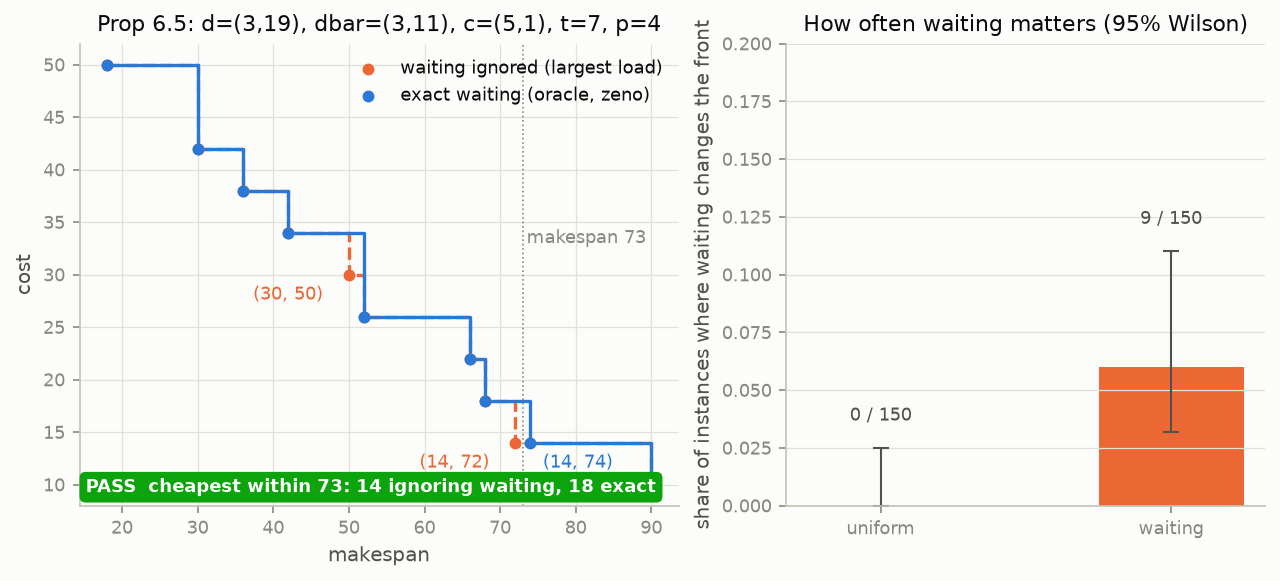 Prop 6.5: d=(3,19), dbar=(3,11), c=(5,1), t=7, p=4
waiting ignored (largest load)
exact waiting (oracle, zeno)
50
45
40
35
30
25
20
15
10
cost
makespan 73
(30, 50)
(14, 72)
(14, 74)
PASS cheapest within 73: 14 ignoring waiting, 18 exact
20
30
40
50
60
70
80
90
makespan
How often waiting matters (95% Wilson)
share of instances where waiting changes the front
0.200
0.175
0.150
0.125
0.100
0.075
0.050
0.025
0.000
0 / 150
9 / 150
uniform
waiting